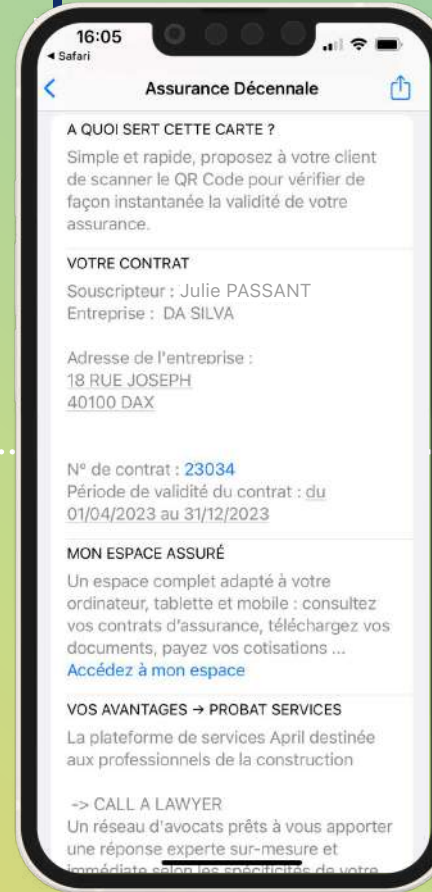 16:05
◄ Safari
Assurance Décennale
A QUOI SERT CETTE CARTE ?
Simple et rapide, proposez à votre client
de scanner le QR Code pour vérifier de
façon instantanée la validité de votre
assurance.
VOTRE CONTRAT
Souscripteur : Julie PASSANT
Entreprise : DA SILVA
Adresse de l'entreprise :
18 RUE JOSEPH
40100 DAX
N° de contrat : 23034
Période de validité du contrat : du
01/04/2023 au 31/12/2023
MON ESPACE ASSURÉ
Un espace complet adapté à votre
ordinateur, tablette et mobile : consultez
vos contrats d'assurance, téléchargez vos
documents, payez vos cotisations ...
Accédez à mon espace
VOS AVANTAGES → PROBAT SERVICES
La plateforme de services April destinée
aux professionnels de la construction
-> CALL A LAWYER
Un réseau d'avocats prêts à vous apporter
une réponse experte sur-mesure et
immédiate selon les spécificités de votre